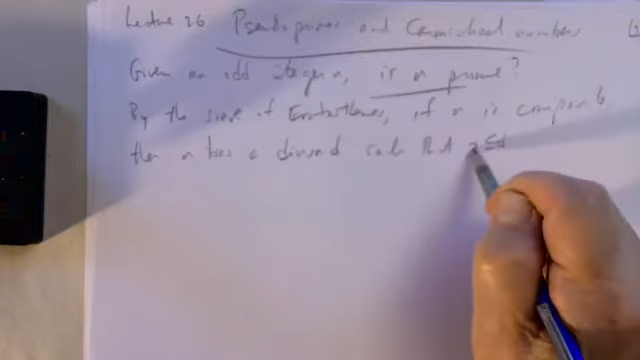 Lecture 26 Pseudoprimes and Carmichael numbers
Given an odd integer n, is n prime?
By the sieve of Eratosthenes, if n is composite,
then n has a divisor d such that 2≤d